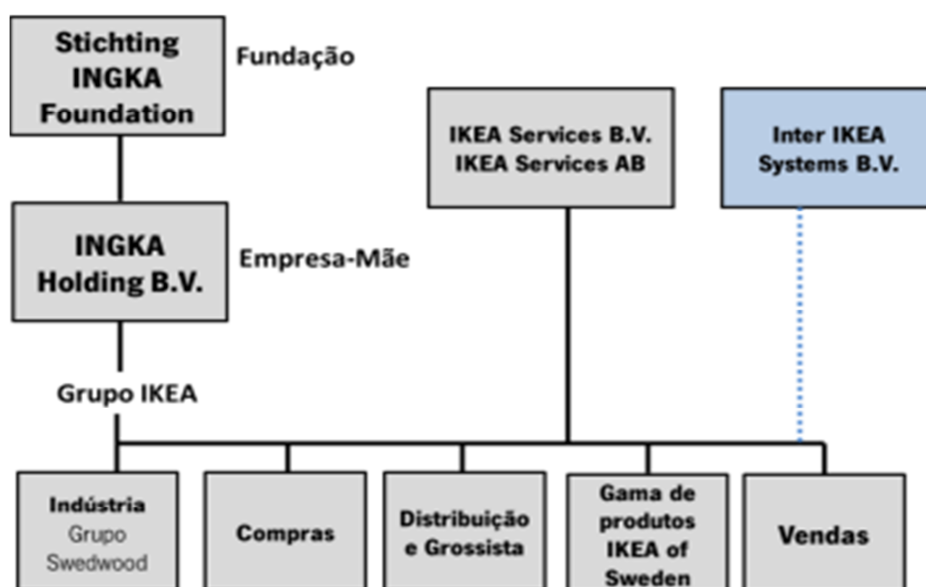 Stichting
INGKA
Foundation
Fundação
IKEA Services B.V.
IKEA Services AB
Inter IKEA
Systems B.V.
INGKA
Holding B.V.
Empresa-Mãe
Grupo IKEA
Indústria
Grupo
Swedwood
Compras
Distribuição
e Grossista
Gama de
produtos
IKEA of
Sweden
Vendas